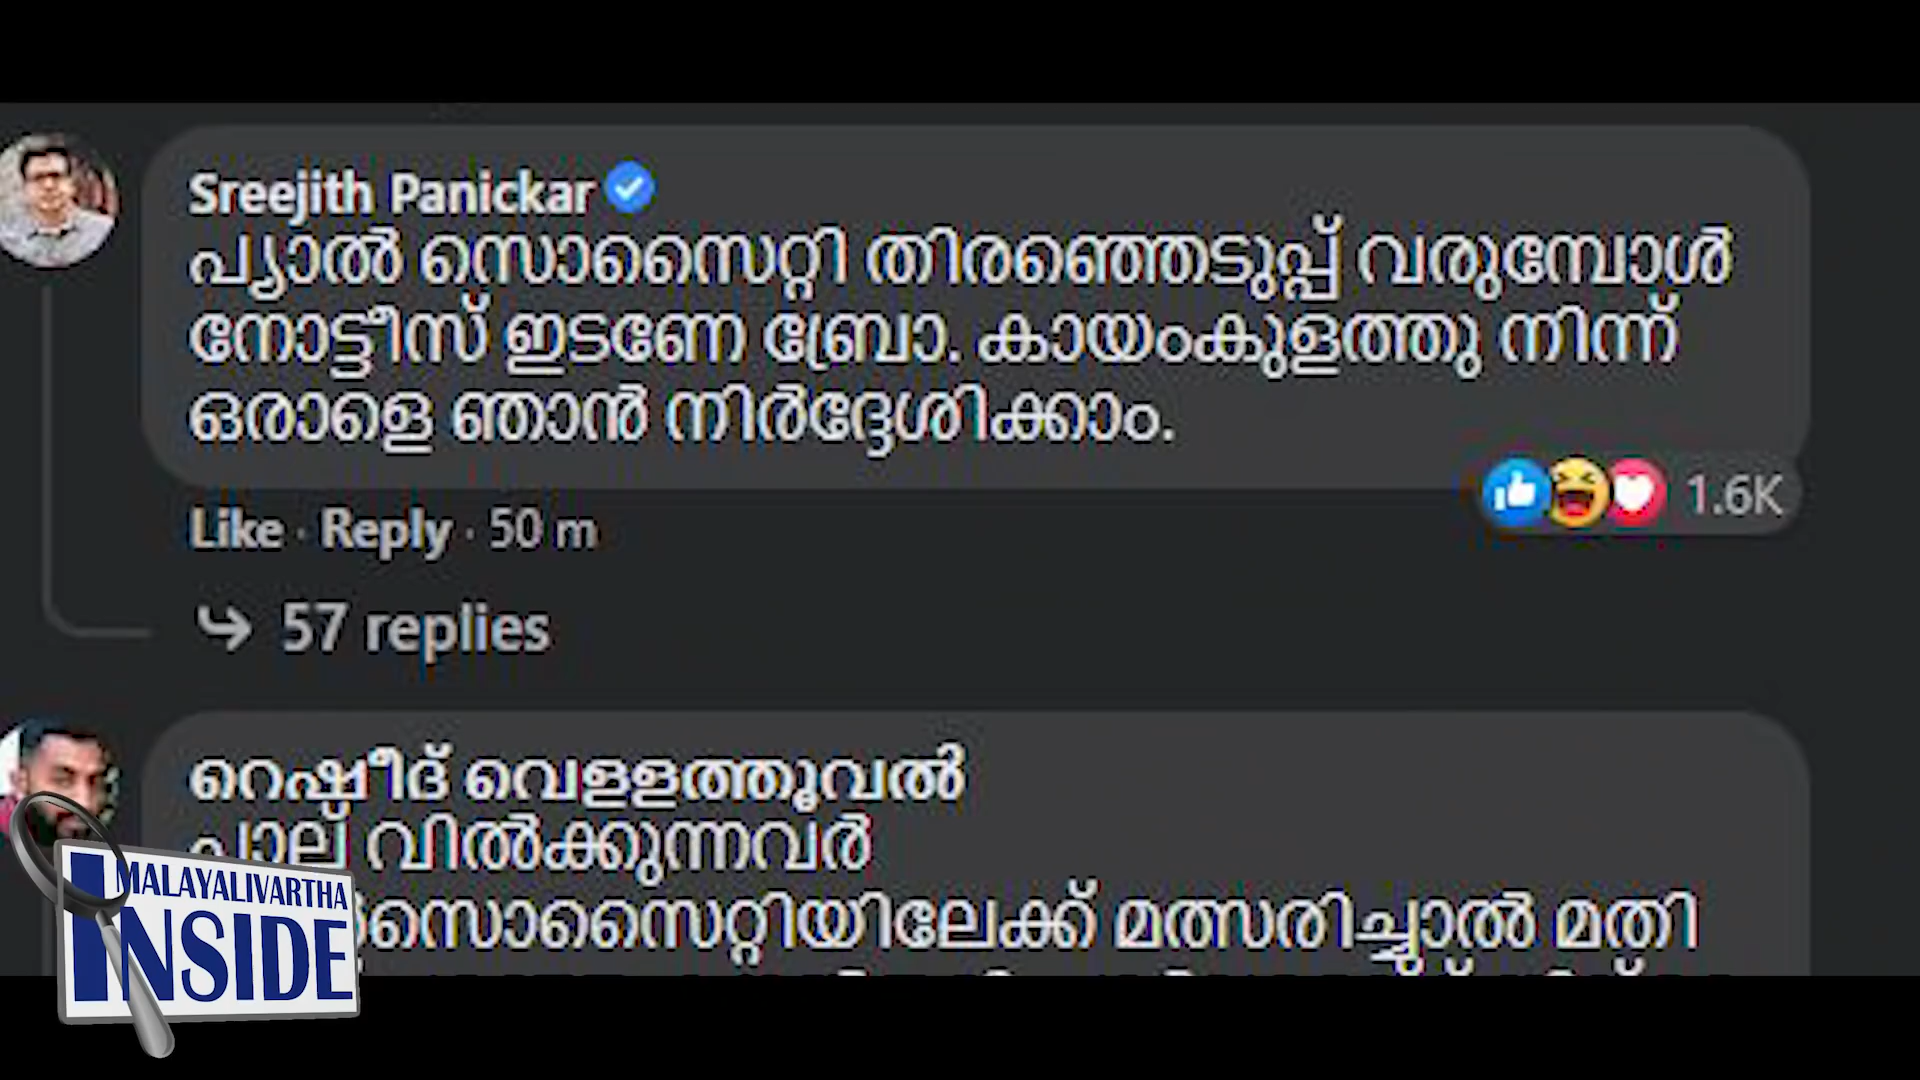 Sreejith Panickar
പ്യാൽ സൊസൈറ്റി തിരഞ്ഞെടുപ്പ് വരുമ്പോൾ
നോട്ടീസ് ഇടണേ ബ്രോ. കായംകുളത്തു നിന്ന്
ഒരാളെ ഞാൻ നിർദ്ദേശിക്കാം.
1.6K
Like · Reply · 50 m
57 replies
റെഷീദ് വെളളത്തൂവൽ
പാല് വിൽക്കുന്നവർ
സൊസൈറ്റിയിലേക്ക് മത്സരിച്ചാൽ മതി
MALAYALIVARTHA
INSIDE